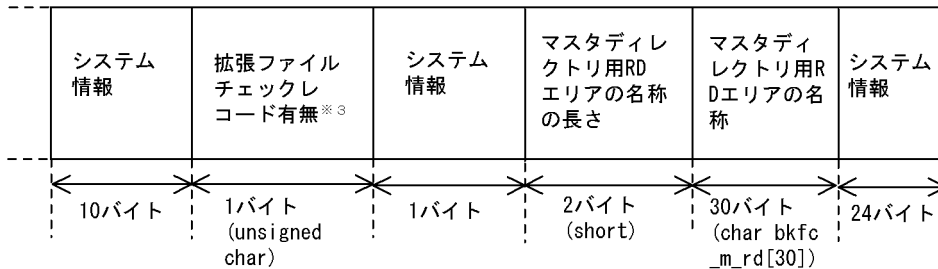 システム
情報
拡張ファイル
チェックレ
コード有無※3
システム
情報
マスタディレ
クトリ用RD
エリアの名称
の長さ
マスタディ
レクトリ用R
Dエリアの名
称
システム
情報
10バイト
1バイト
(unsigned
char)
1バイト
2バイト
(short)
30バイト
(char bkfc
_m_rd[30])
24バイト